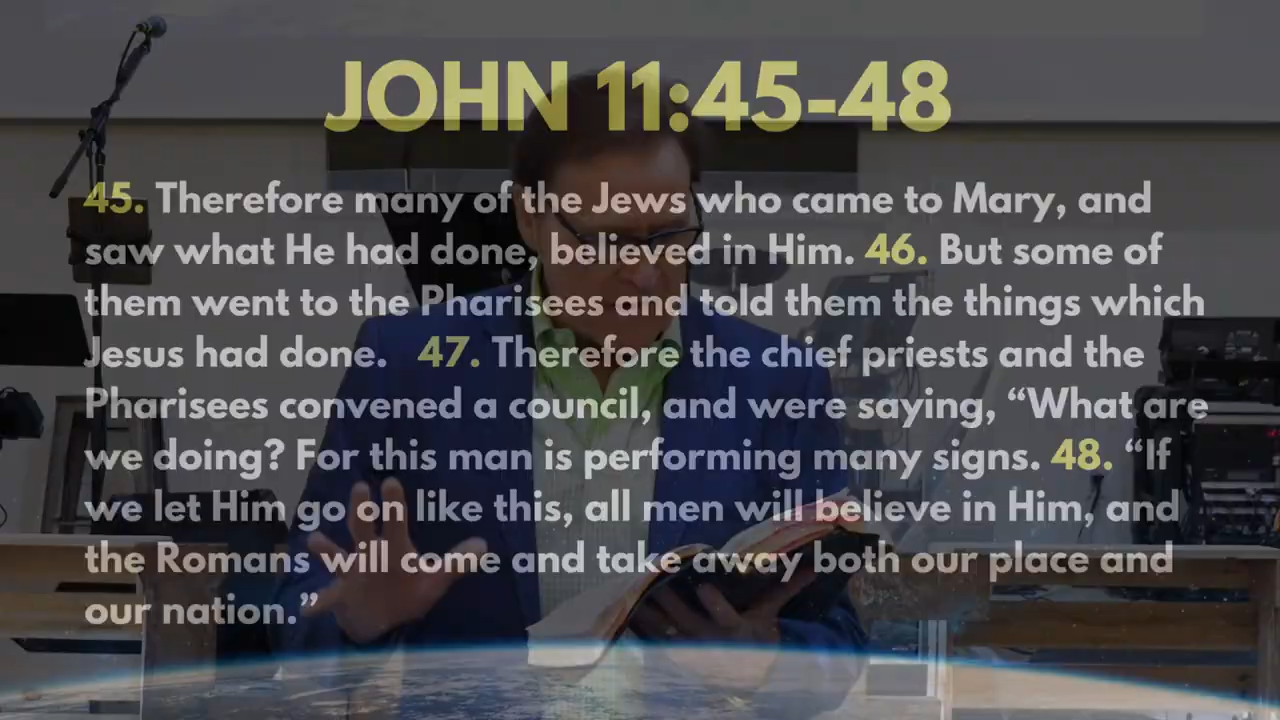 JOHN 11:45-48
45. Therefore many of the Jews who came to Mary, and
saw what He had done, believed in Him. 46. But some of
them went to the Pharisees and told them the things which
Jesus had done. 47. Therefore the chief priests and the
Pharisees convened a council, and were saying, “What are
we doing? For this man is performing many signs. 48. “If
we let Him go on like this, all men will believe in Him, and
the Romans will come and take away both our place and
our nation.”